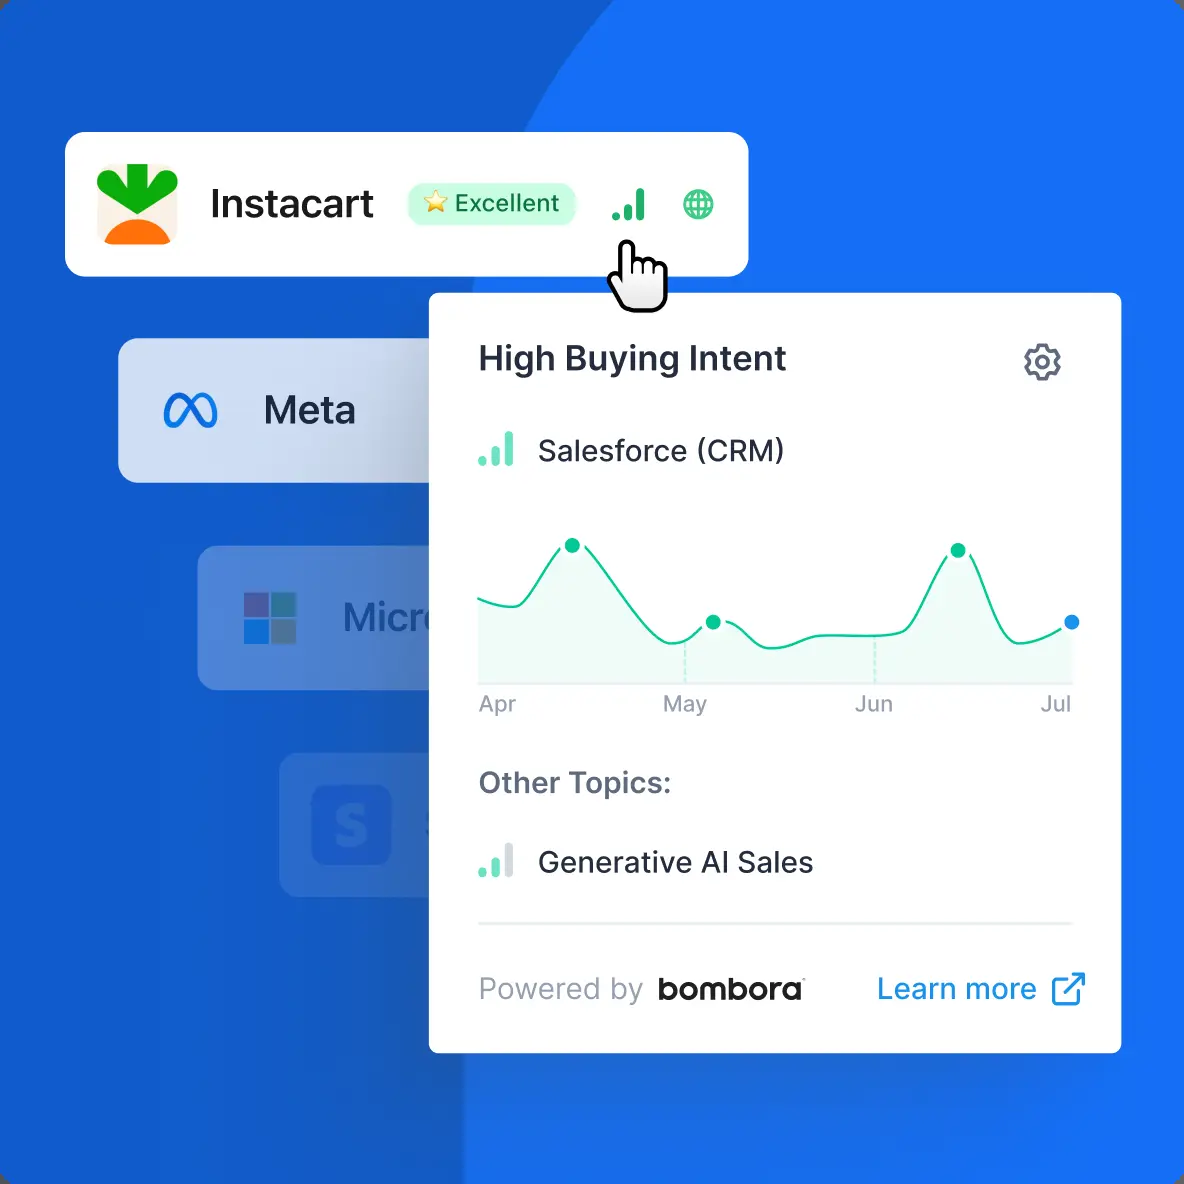 Instacart
Excellent
High Buying Intent
Meta
Salesforce (CRM)
Micro
Apr May Jun Jul
Other Topics:
S
Generative AI Sales
Powered by bombora
Learn more